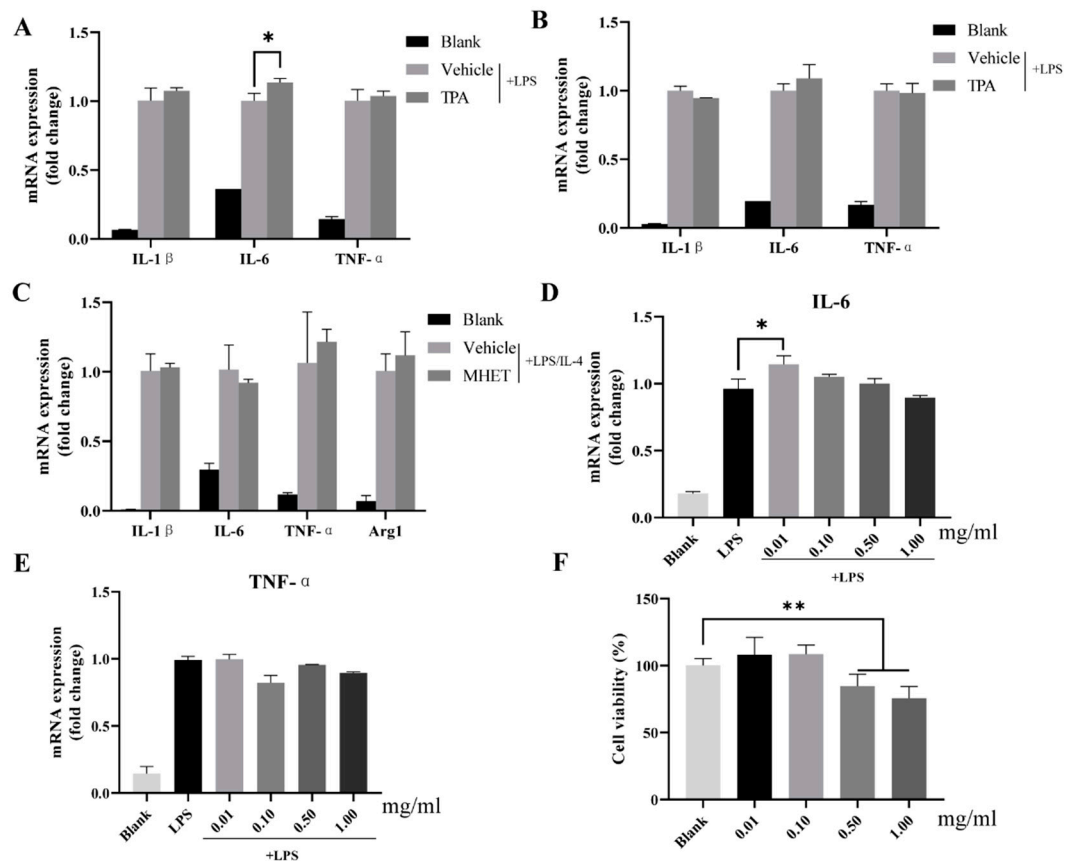 A
mRNA expression
(fold change)
1.5
1.0
0.5
0.0
*
Blank
Vehicle
TPA
+LPS
IL-1 β
IL-6
TNF- α
B
mRNA expression
(fold change)
1.5
1.0
0.5
0.0
Blank
Vehicle
TPA
+LPS
IL-1 β
IL-6
TNF- α
C
mRNA expression
(fold change)
1.5
1.0
0.5
0.0
Blank
Vehicle
MHET
+LPS/IL-4
IL-1 β
IL-6
TNF- α
Arg1
D
IL-6
mRNA expression
(fold change)
1.5
1.0
0.5
0.0
*
Blank
LPS
0.01
0.10
0.50
1.00
mg/ml
+LPS
E
TNF- α
mRNA expression
(fold change)
1.5
1.0
0.5
0.0
Blank
LPS
0.01
0.10
0.50
1.00
mg/ml
+LPS
F
Cell viability (%)
150
100
50
0
**
Blank
0.01
0.10
0.50
1.00
mg/ml